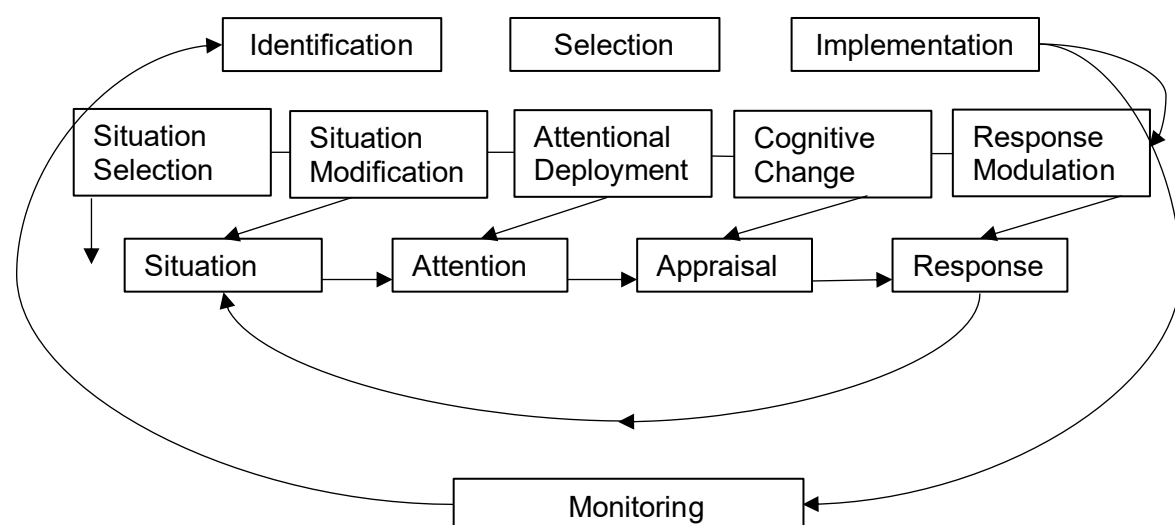 Identification
Selection
Implementation
Situation
Selection
Situation
Modification
Attentional
Deployment
Cognitive
Change
Response
Modulation
Situation
Attention
Appraisal
Response
Monitoring